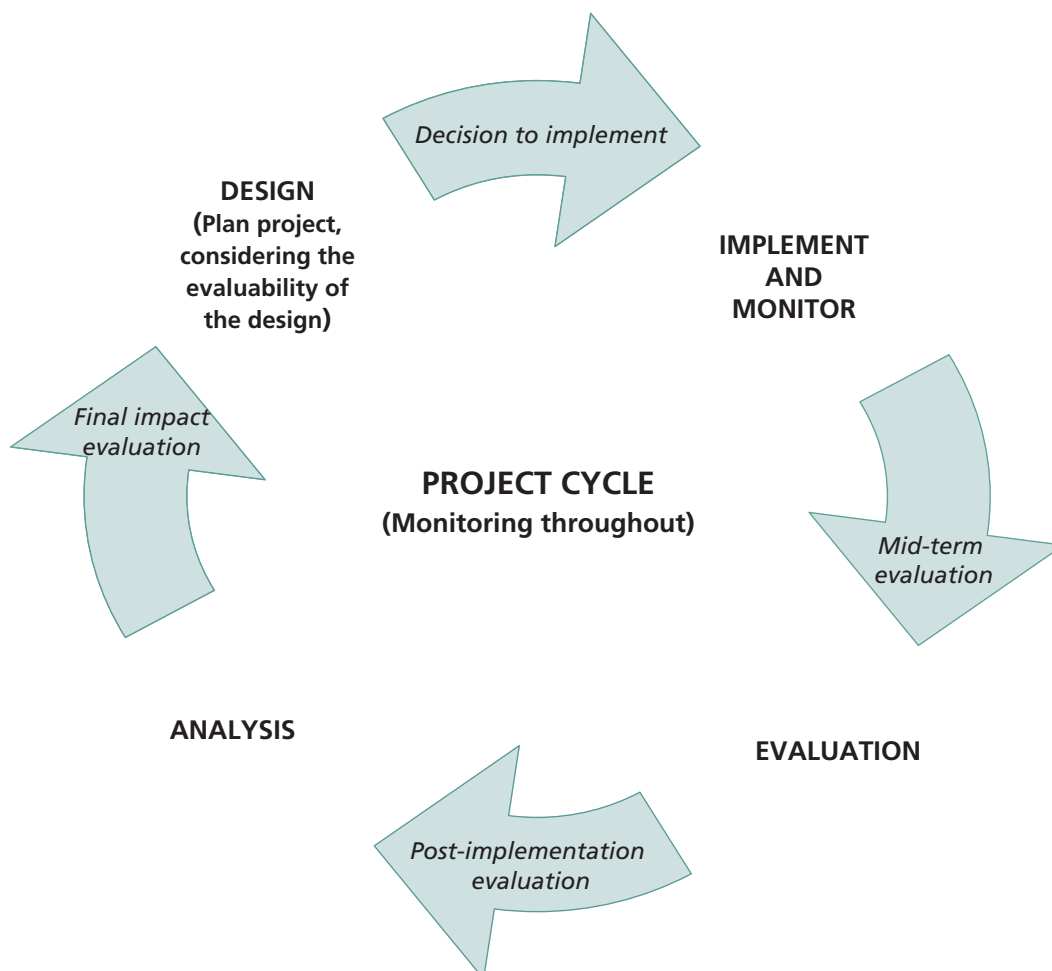 Decision to implement
DESIGN
(Plan project,
considering the
evaluability of
the design)
IMPLEMENT
AND
MONITOR
Final impact
evaluation
PROJECT CYCLE
(Monitoring throughout)
Mid-term
evaluation
ANALYSIS
EVALUATION
Post-implementation
evaluation